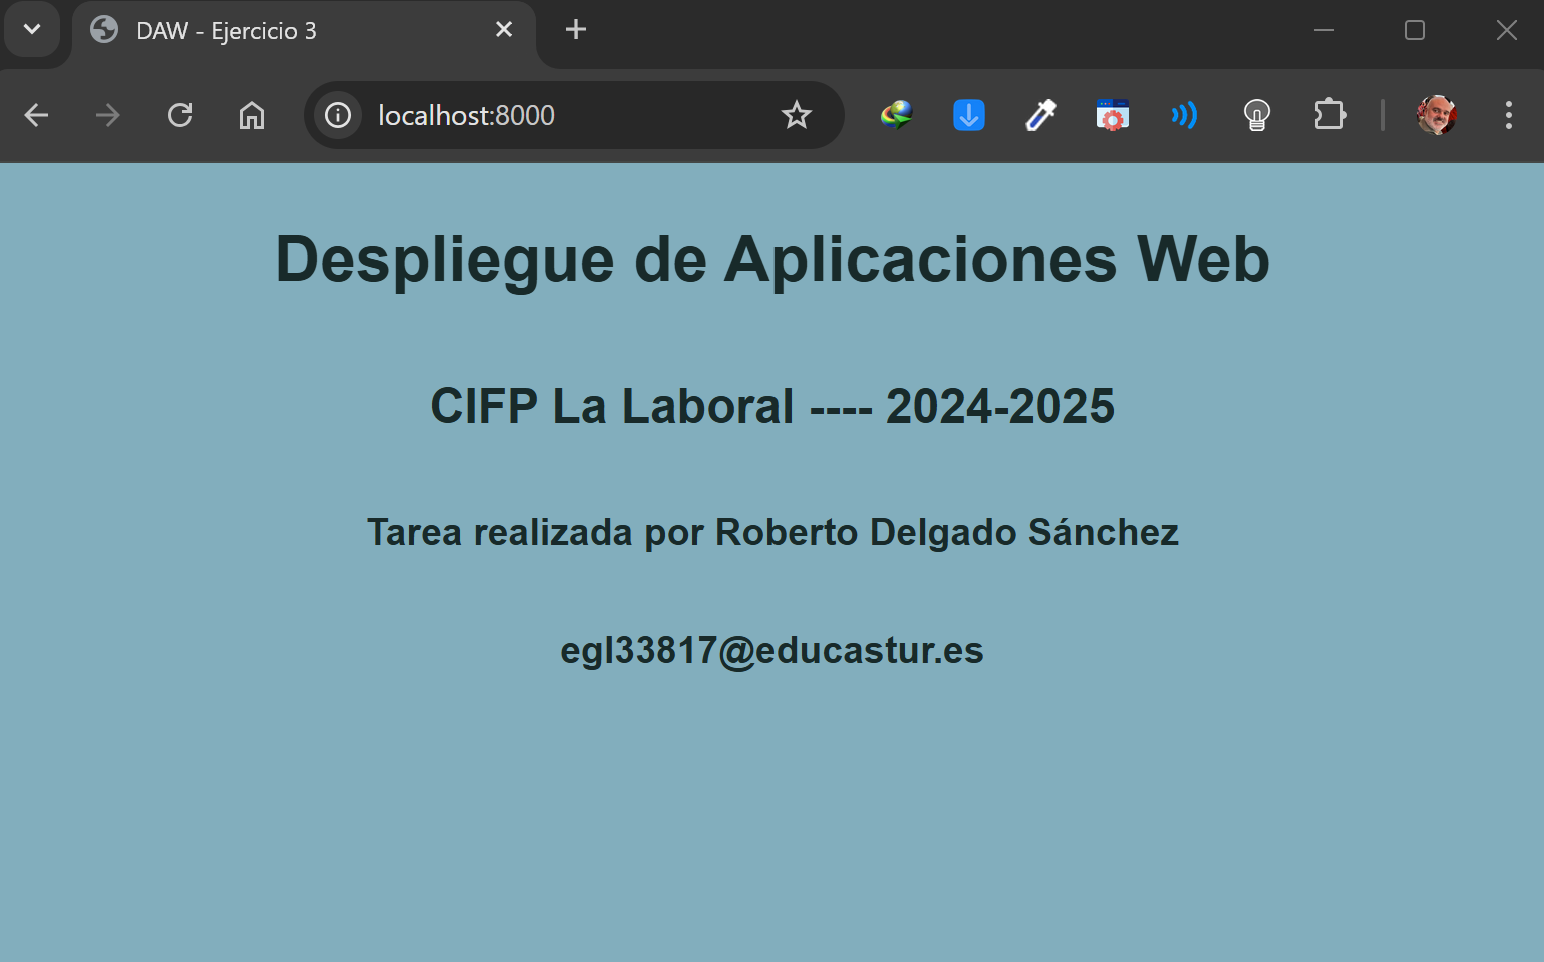 DAW - Ejercicio 3
localhost:8000
Despliegue de Aplicaciones Web
CIFP La Laboral ---- 2024-2025
Tarea realizada por Roberto Delgado Sánchez
egl33817@educastur.es